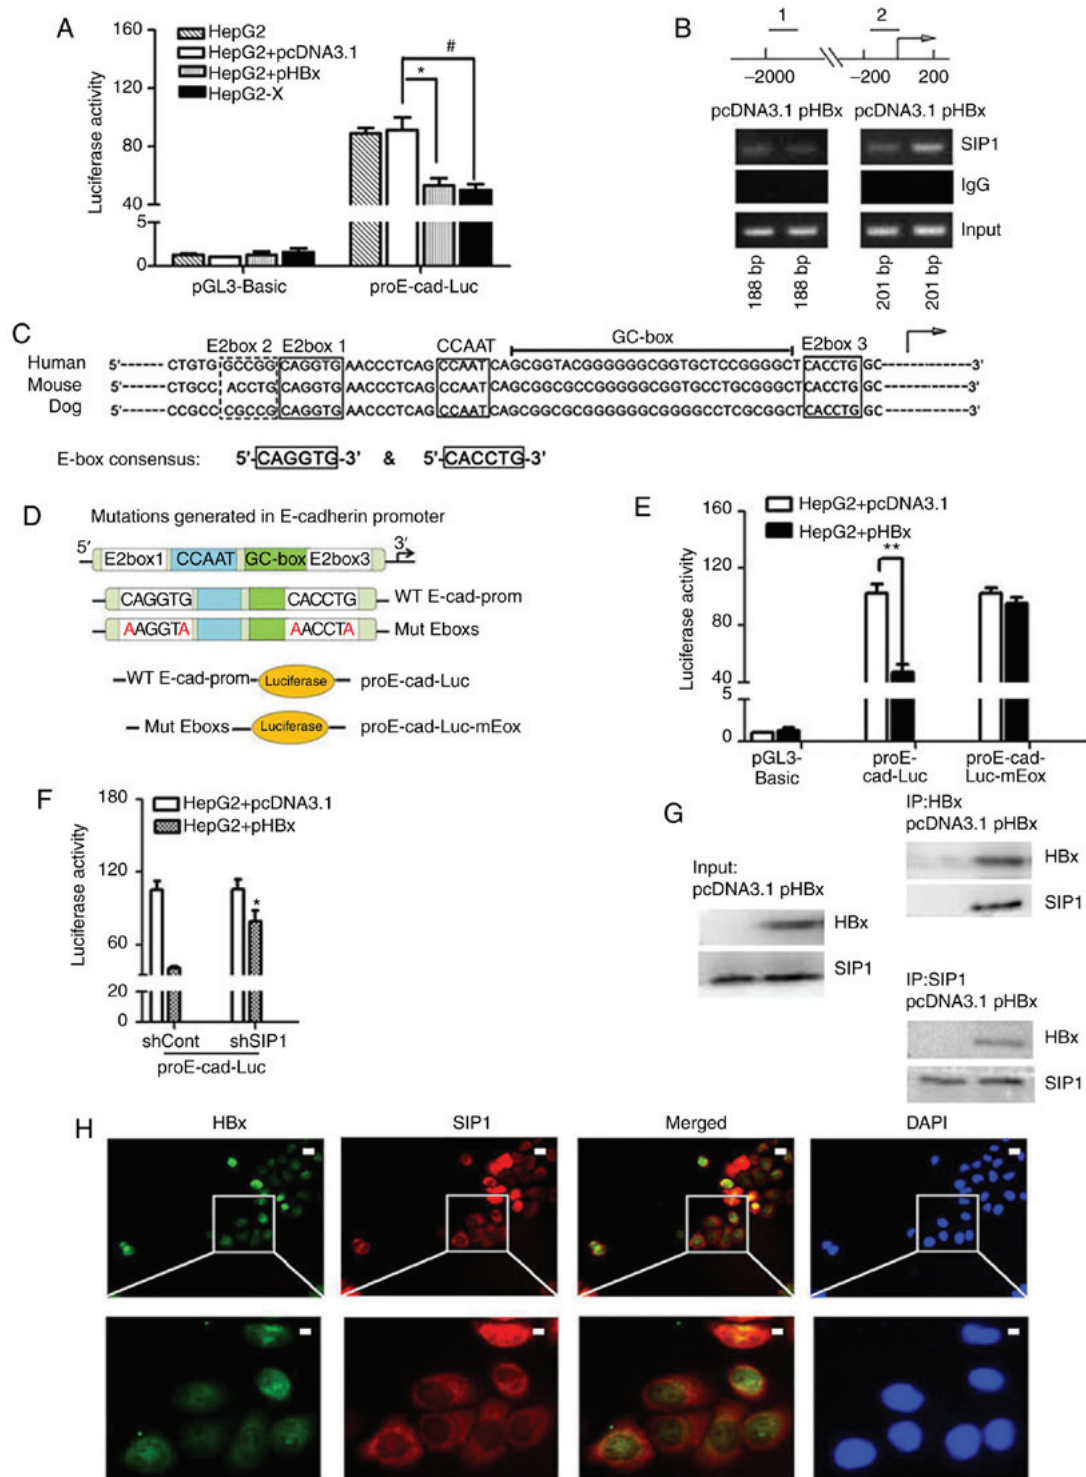 A
160
120
80
40
5
0
Luciferase activity
HepG2
HepG2+pcDNA3.1
HepG2+pHBx
HepG2-X
*
#
pGL3-Basic
proE-cad-Luc
B
1
2
−2000
−200
200
pcDNA3.1 pHBx
pcDNA3.1 pHBx
SIP1
IgG
Input
188 bp
188 bp
201 bp
201 bp
C
E2box 2
E2box 1
CCAAT
GC-box
E2box 3
Human 5'------CTGTG GCCGG CAGGTG AACCCTCAG CCAAT CAGCGGTACGGGGGGCGGTGCTCCGGGGCT CACCTG GC------3'
Mouse 5'------CTGCC ACCTG CAGGTG AACCCTCAG CCAAT CAGCGGCGCCGGGGGCGGTGCCTGCGGGCT CACCTG GC------3'
Dog 5'------CCGCC CGCCG CAGGTG AACCCTCAG CCAAT CAGCGGCGCGGGGGGCGGGGCCTCGCGGCT CACCTG GC------3'
E-box consensus: 5'-CAGGTG-3' & 5'-CACCTG-3'
D
Mutations generated in E-cadherin promoter
5'
3'
E2box1
CCAAT
GC-box
E2box3
CAGGTG
CACCTG
WT E-cad-prom
AAGGTA
AACCTA
Mut Eboxs
WT E-cad-prom
Luciferase
proE-cad-Luc
Mut Eboxs
Luciferase
proE-cad-Luc-mEox
E
160
120
80
40
5
0
Luciferase activity
HepG2+pcDNA3.1
HepG2+pHBx
**
pGL3-
Basic
proE-
cad-Luc
proE-cad-
Luc-mEox
F
180
120
60
20
0
Luciferase activity
HepG2+pcDNA3.1
HepG2+pHBx
*
shCont
shSIP1
proE-cad-Luc
G
Input:
pcDNA3.1 pHBx
HBx
SIP1
IP:HBx
pcDNA3.1 pHBx
HBx
SIP1
IP:SIP1
pcDNA3.1 pHBx
HBx
SIP1
H
HBx
SIP1
Merged
DAPI